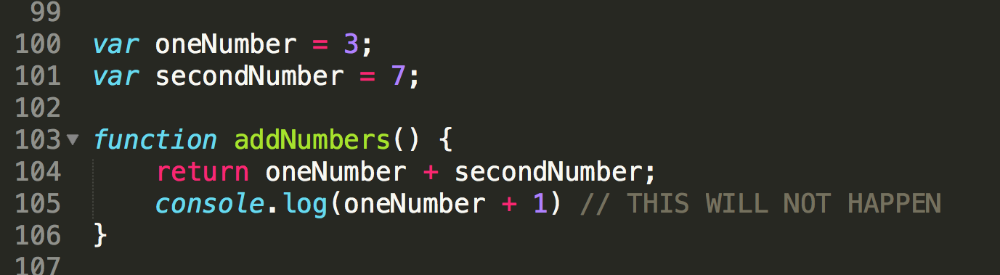 99
100 var oneNumber = 3;
101 var secondNumber = 7;
102
103 function addNumbers() {
104 return oneNumber + secondNumber;
105 console.log(oneNumber + 1) // THIS WILL NOT HAPPEN
106 }
107